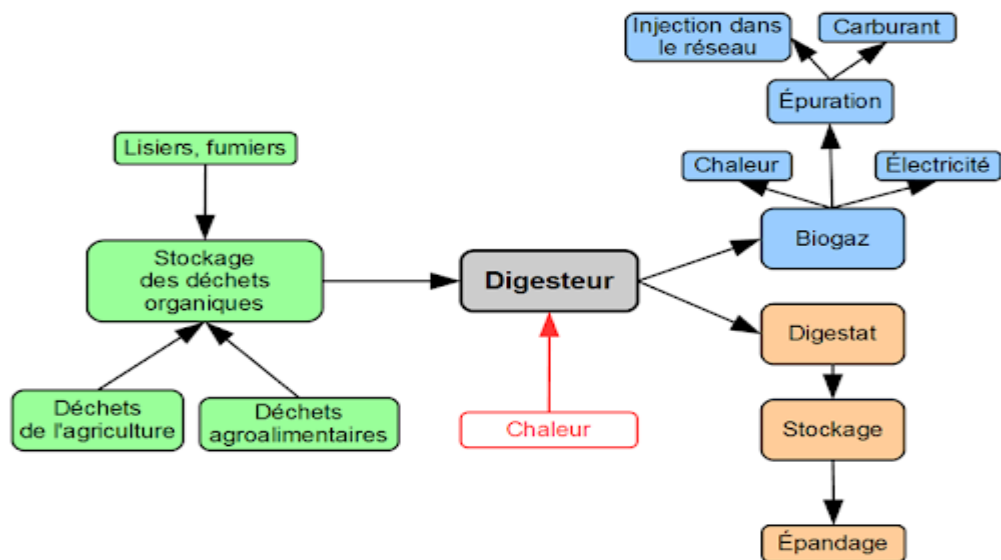 Injection dans
le réseau
Carburant
Épuration
Lisiers, fumiers
Chaleur
Électricité
Stockage
des déchets
organiques
Digesteur
Biogaz
Digestat
Déchets
de l'agriculture
Déchets
agroalimentaires
Chaleur
Stockage
Épandage